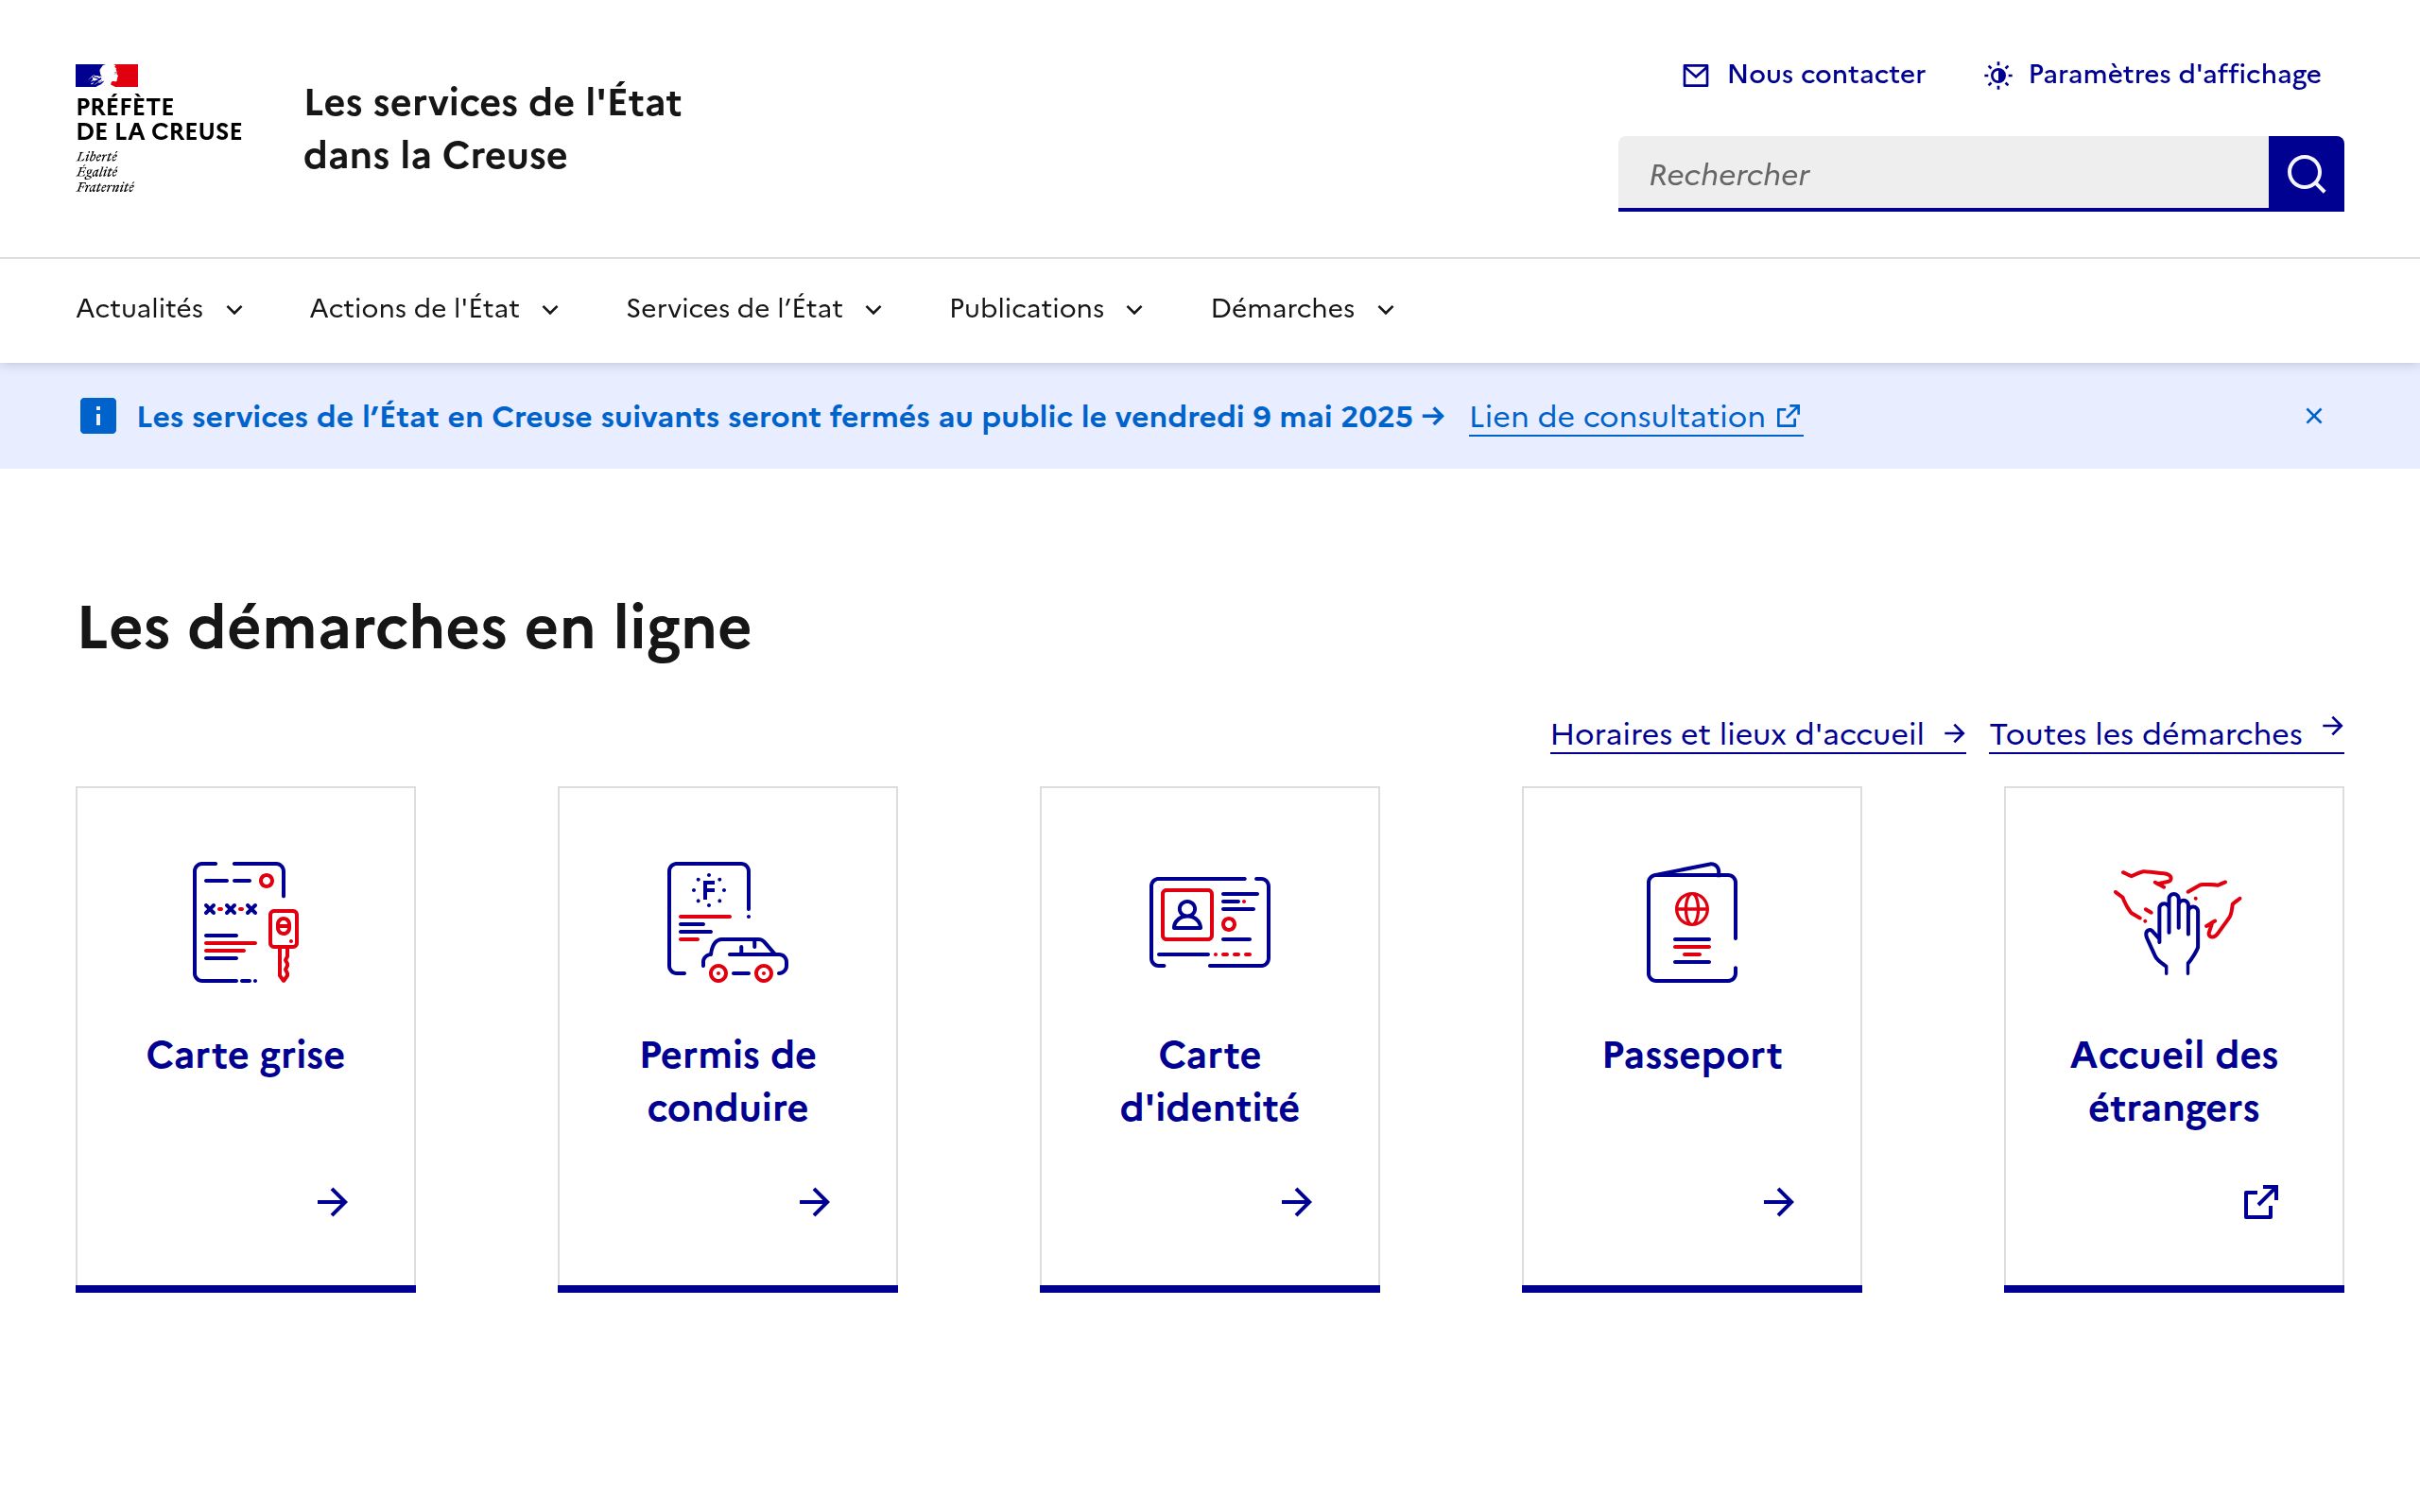 PRÉFÈTE
DE LA CREUSE
Liberté
Égalité
Fraternité
Les services de l'État
dans la Creuse
Nous contacter
Paramètres d'affichage
Rechercher
Actualités
Actions de l'État
Services de l’État
Publications
Démarches
Les services de l’État en Creuse suivants seront fermés au public le vendredi 9 mai 2025 → Lien de consultation
Les démarches en ligne
Horaires et lieux d'accueil
Toutes les démarches
Carte grise
F
Permis de
conduire
Carte
d'identité
Passeport
Accueil des
étrangers